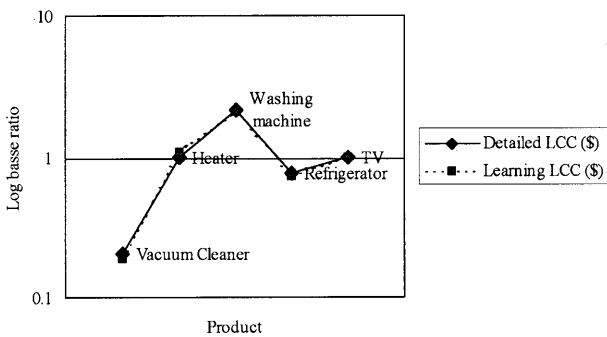 10
Washing
machine
Log basse ratio
1
Heater
TV
Refrigerator
Vacuum Cleaner
0.1
Product
Detailed LCC ($)
Learning LCC ($)